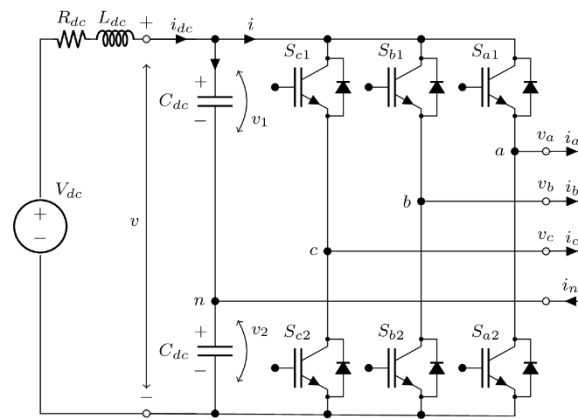 R_dc L_dc + i_dc i
S_c1 S_b1 S_a1
+ C_dc − v_1
a v_a i_a
V_dc
b v_b i_b
+ − v
c v_c i_c
n i_n
+ C_dc − v_2
S_c2 S_b2 S_a2
−